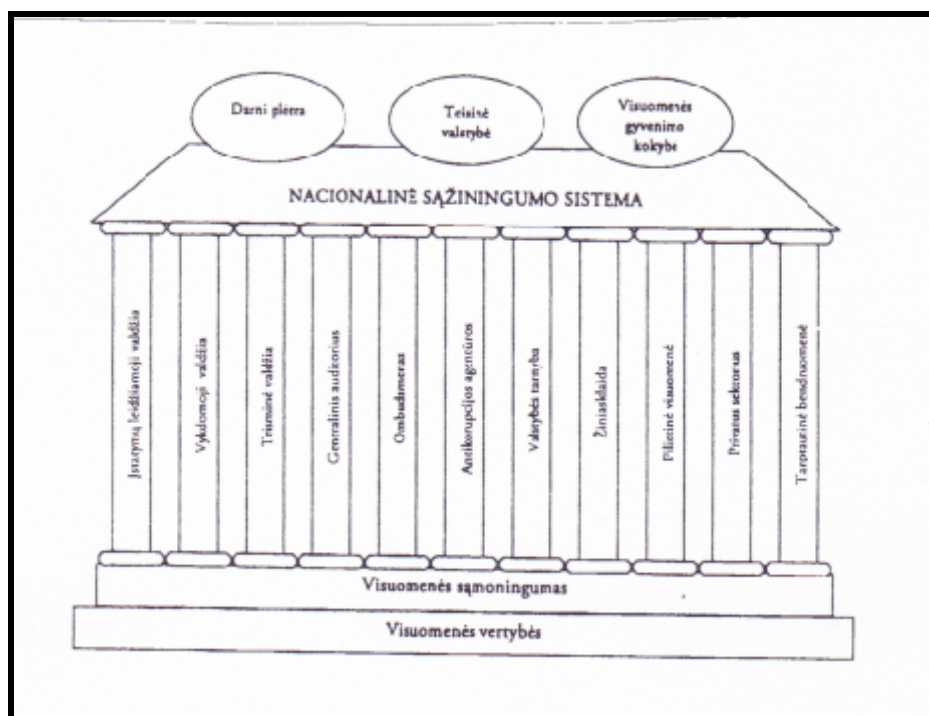 Darni plėtra
Teisinė
valstybė
Visuomenės
gyvenimo
kokybė
NACIONALINĖ SĄŽININGUMO SISTEMA
Įstatymų leidžiamoji valdžia
Vykdomoji valdžia
Teisminė valdžia
Generalinis auditorius
Ombudsmenas
Antikorupcijos agentūros
Valstybės tarnyba
Žiniasklaida
Pilietinė visuomenė
Privatus sektorius
Tarptautinė bendruomenė
Visuomenės sąmoningumas
Visuomenės vertybės